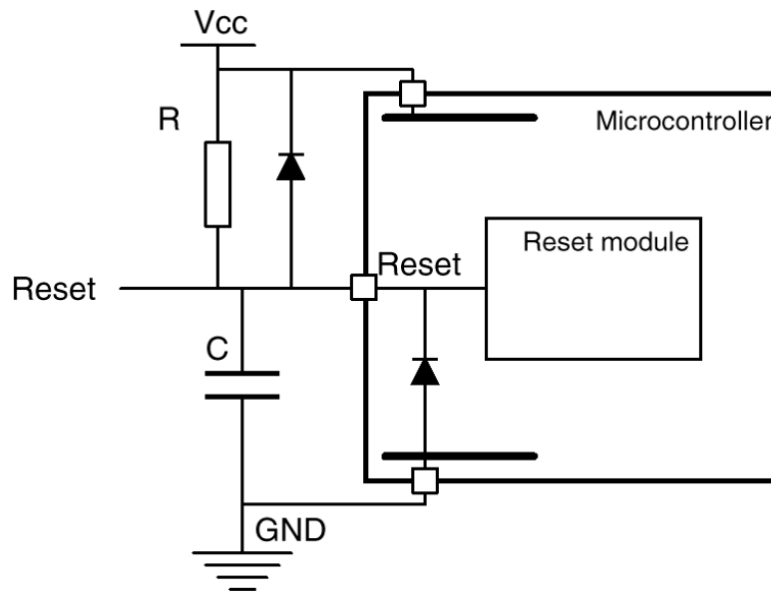 Vcc
R
Microcontroller
Reset module
Reset
Reset
C
GND